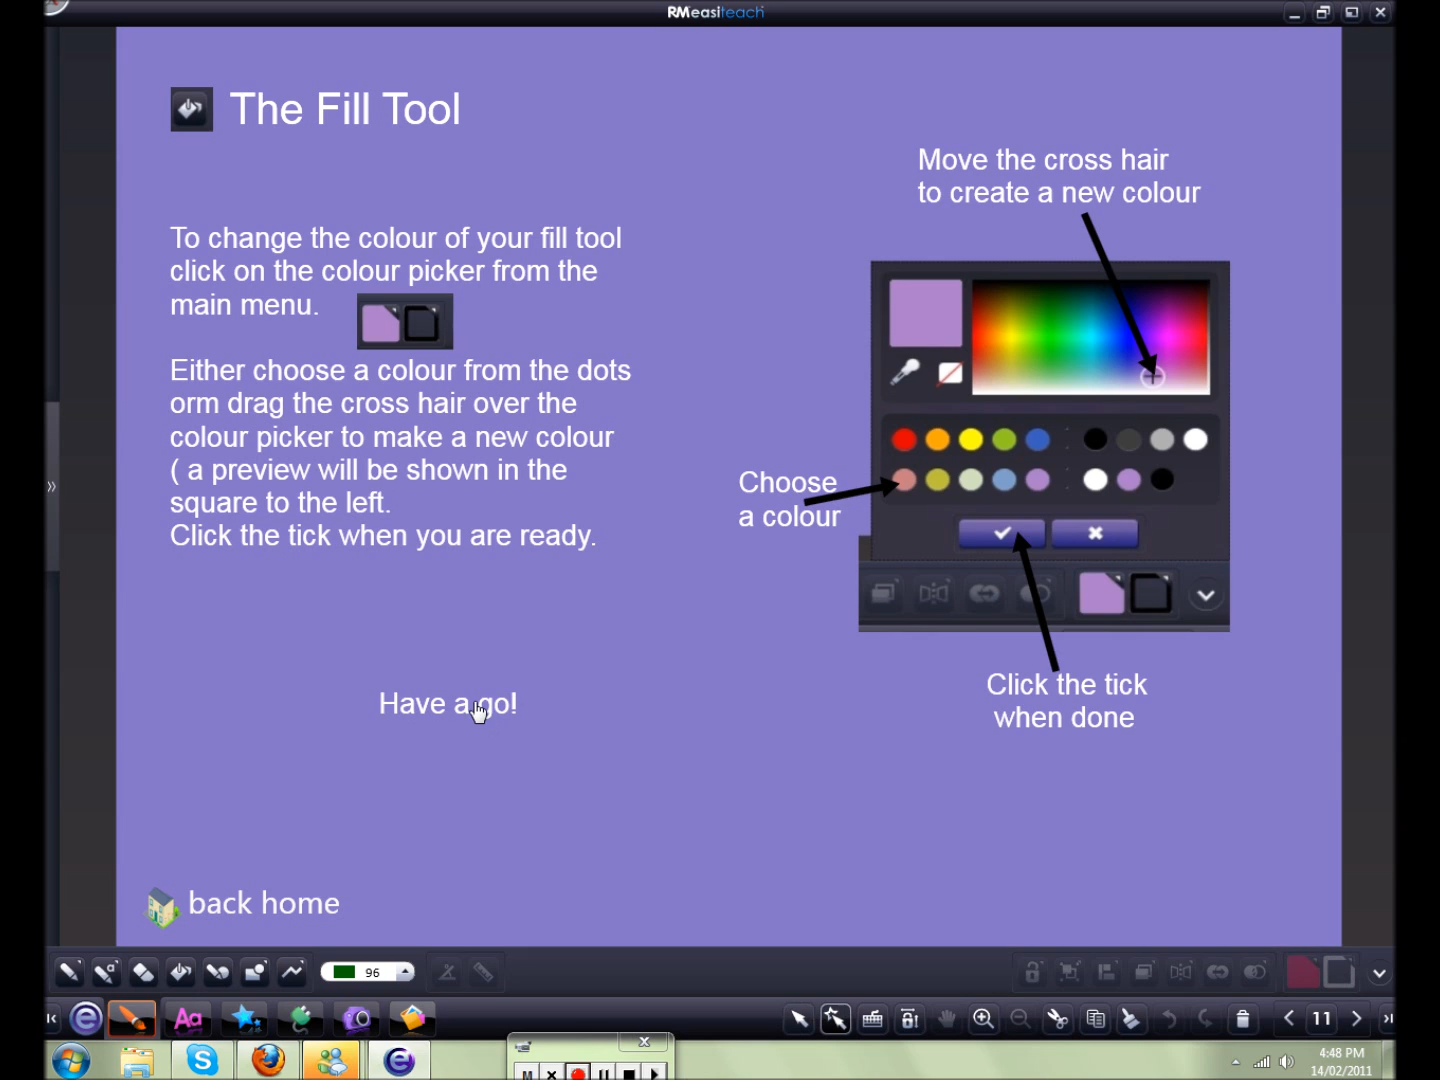 RMeasiteach
The Fill Tool
Move the cross hair
to create a new colour
To change the colour of your fill tool
click on the colour picker from the
main menu.
Either choose a colour from the dots
orm drag the cross hair over the
colour picker to make a new colour
( a preview will be shown in the
square to the left.
Click the tick when you are ready.
Choose
a colour
Click the tick
when done
Have a go!
back home
96
Aa
11
4:48 PM
14/02/2011
M